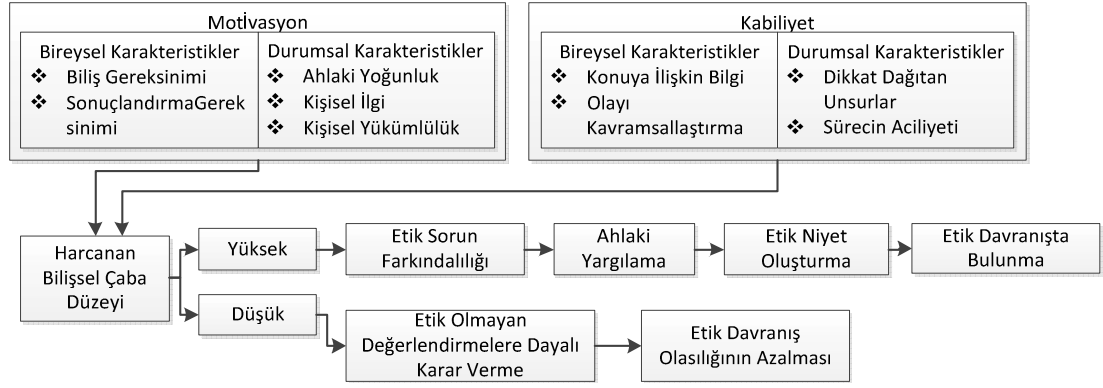 Motivasyon
Bireysel Karakteristikler
❖ Biliş Gereksinimi
❖ SonuçlandırmaGerek
sinimi
Durumsal Karakteristikler
❖ Ahlaki Yoğunluk
❖ Kişisel İlgi
❖ Kişisel Yükümlülük
Kabiliyet
Bireysel Karakteristikler
❖ Konuya İlişkin Bilgi
❖ Olayı
Kavramsallaştırma
Durumsal Karakteristikler
❖ Dikkat Dağıtan
Unsurlar
❖ Sürecin Aciliyeti
Harcanan
Bilişsel Çaba
Düzeyi
Yüksek
Etik Sorun
Farkındalılığı
Ahlaki
Yargılama
Etik Niyet
Oluşturma
Etik Davranışta
Bulunma
Düşük
Etik Olmayan
Değerlendirmelere Dayalı
Karar Verme
Etik Davranış
Olasılığının Azalması